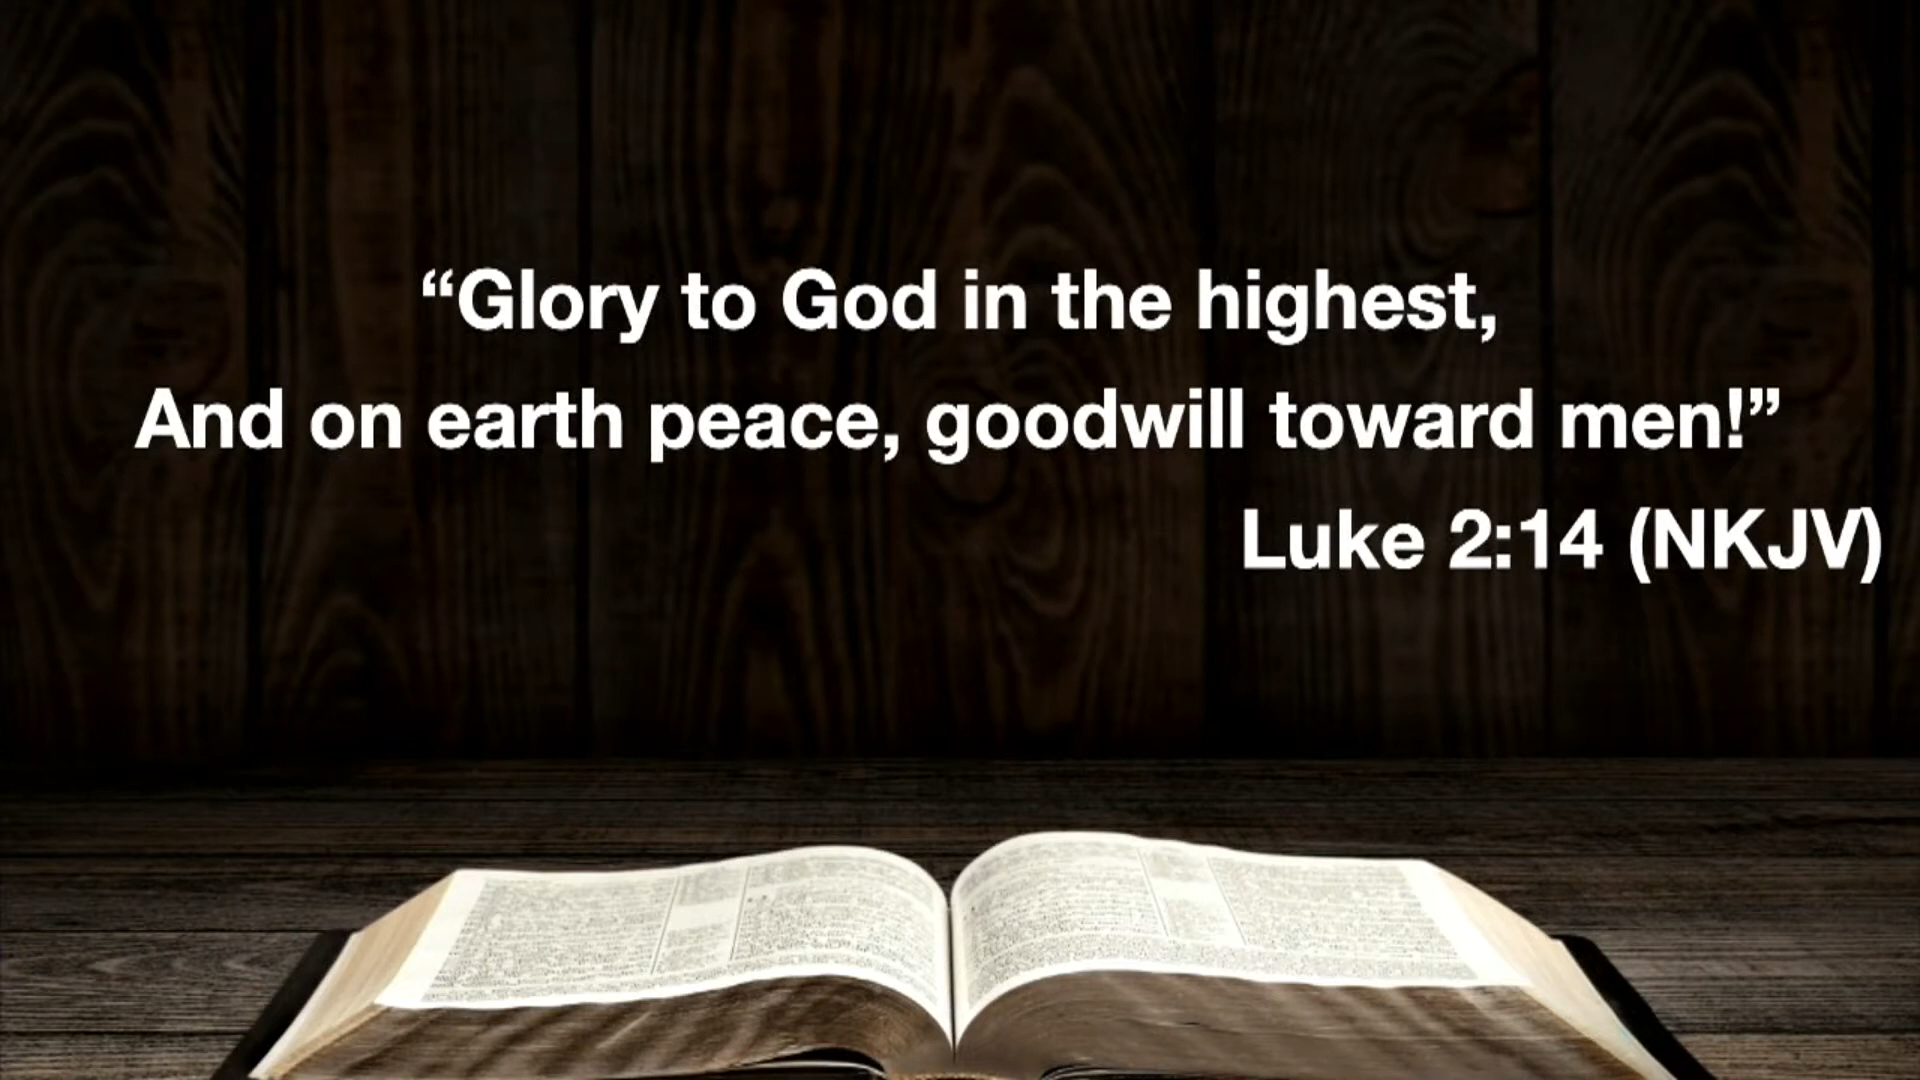 “Glory to God in the highest,
And on earth peace, goodwill toward men!”
Luke 2:14 (NKJV)